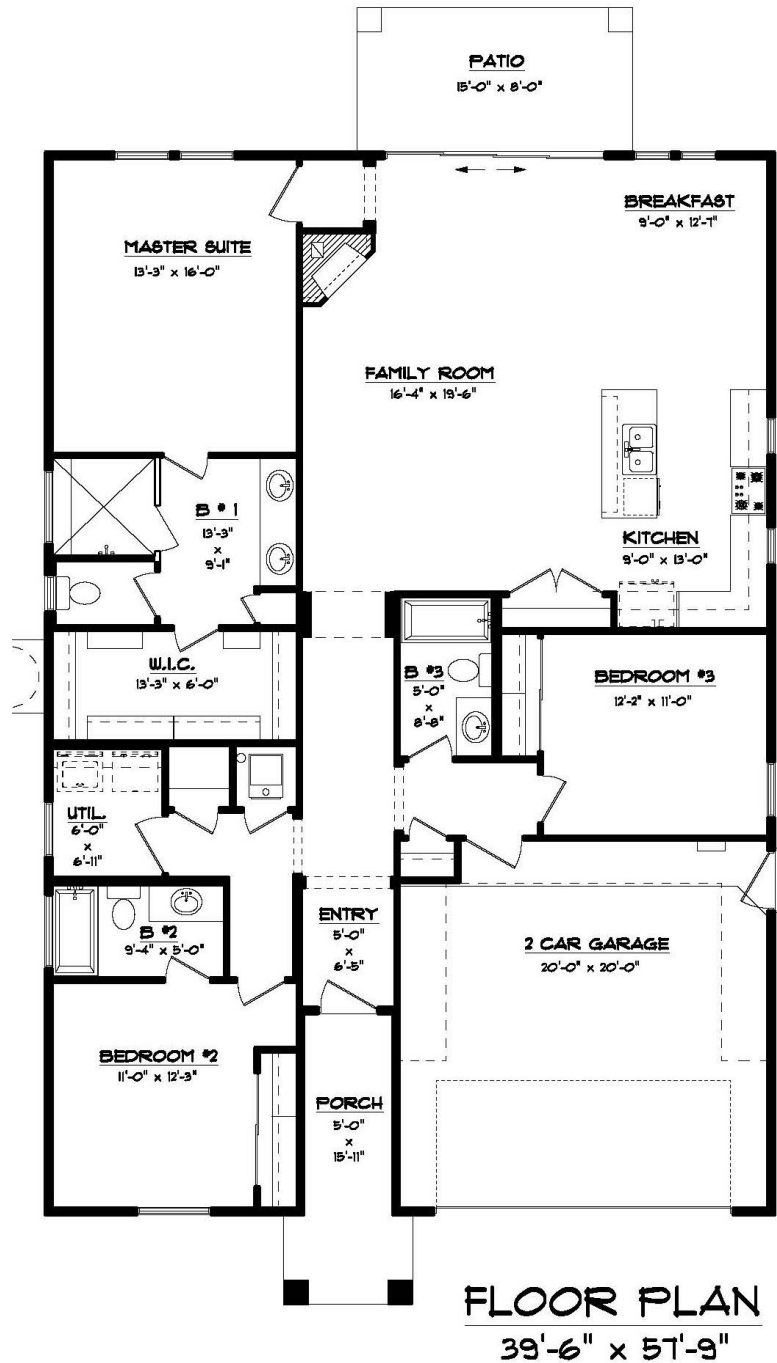 PATIO
15'-0" x 8'-0"
BREAKFAST
9'-0" x 12'-7"
MASTER SUITE
13'-3" x 16'-0"
FAMILY ROOM
16'-4" x 19'-6"
B # 1
13'-3"
x
9'-1"
KITCHEN
9'-0" x 13'-0"
W.I.C.
13'-3" x 6'-0"
B #3
5'-0"
x
8'-8"
BEDROOM #3
12'-2" x 11'-0"
UTIL.
6'-0"
x
6'-11"
ENTRY
5'-0"
x
6'-5"
B #2
9'-4" x 5'-0"
2 CAR GARAGE
20'-0" x 20'-0"
BEDROOM #2
11'-0" x 12'-3"
PORCH
5'-0"
x
15'-11"
FLOOR PLAN
39'-6" x 57'-9"